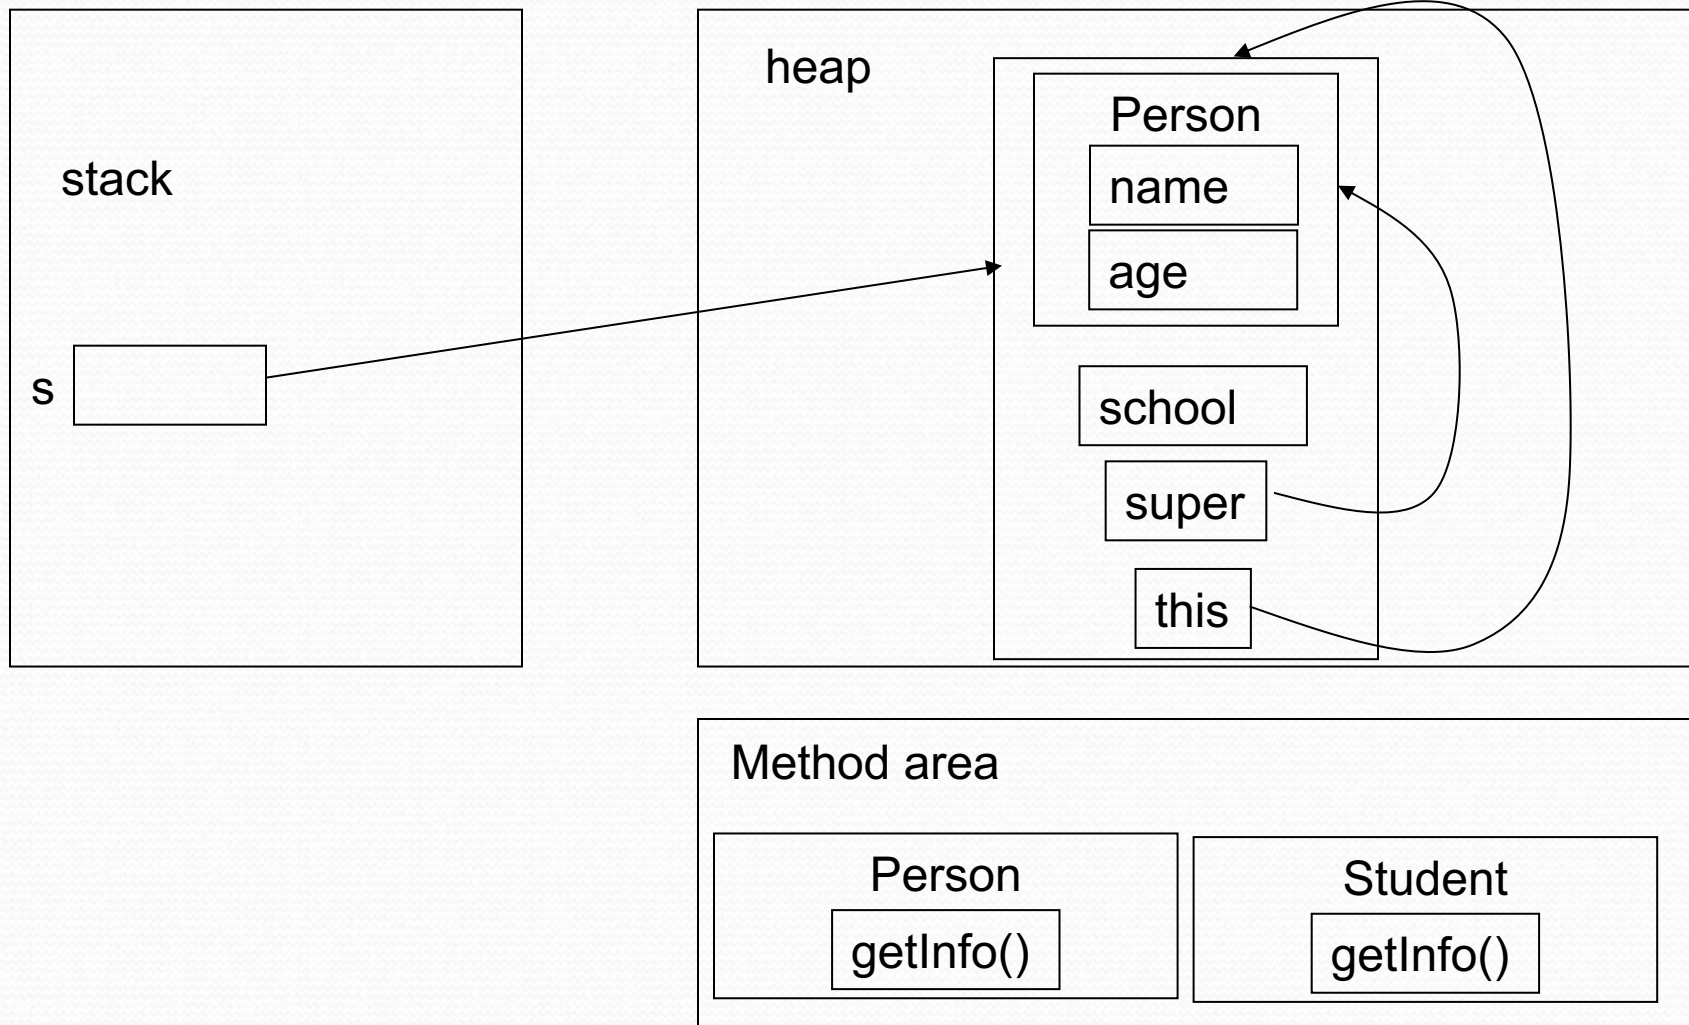 stack
s
heap
Person
name
age
school
super
this
Method area
Person
getInfo()
Student
getInfo()